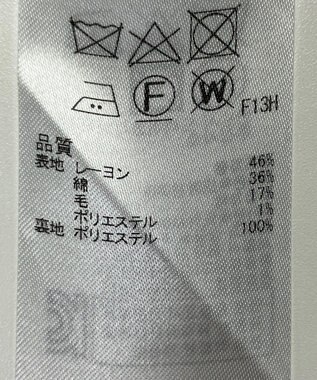 F W F13H
品質
表地 レーヨン 46%
綿 36%
毛 17%
ポリエステル 1%
裏地 ポリエステル 100%